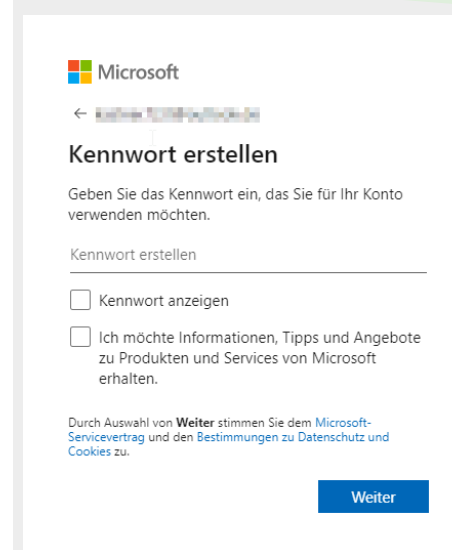 Microsoft
Kennwort erstellen
Geben Sie das Kennwort ein, das Sie für Ihr Konto
verwenden möchten.
Kennwort erstellen
Kennwort anzeigen
Ich möchte Informationen, Tipps und Angebote
zu Produkten und Services von Microsoft
erhalten.
Durch Auswahl von Weiter stimmen Sie dem Microsoft-
Servicevertrag und den Bestimmungen zu Datenschutz und
Cookies zu.
Weiter